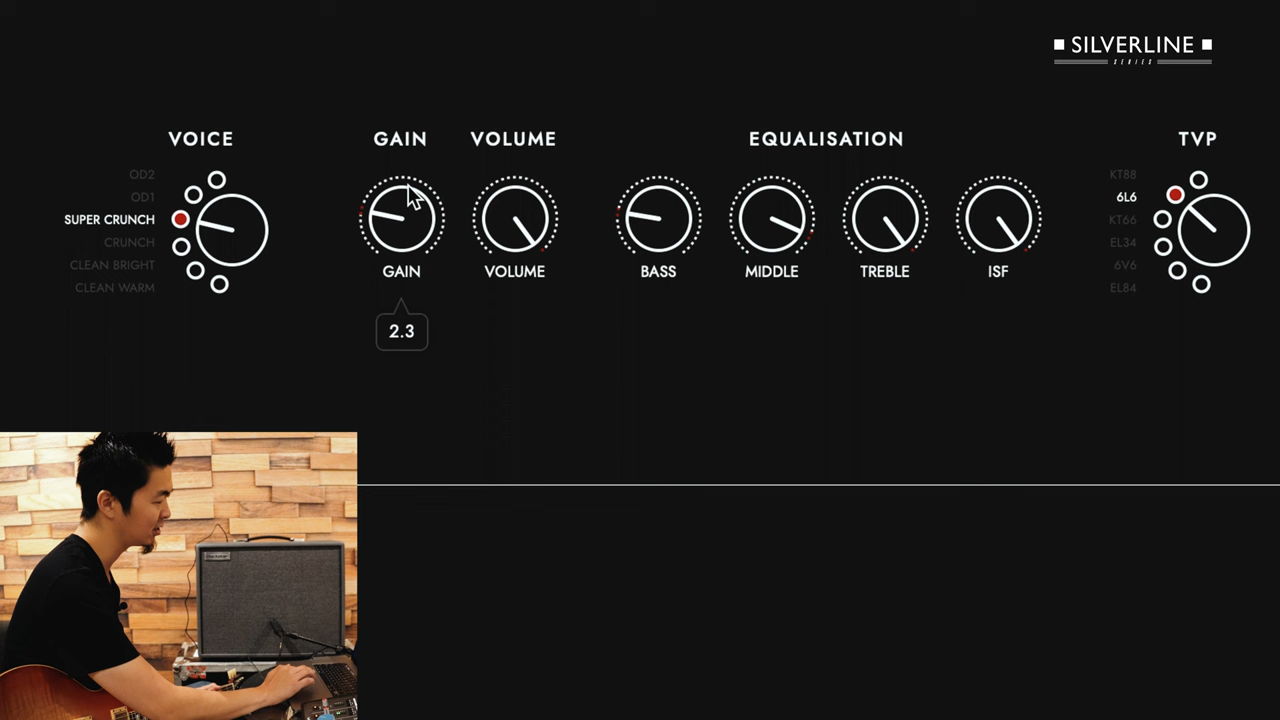 SILVERLINE
SERIES
VOICE
GAIN
VOLUME
EQUALISATION
TVP
OD2
OD1
SUPER CRUNCH
CRUNCH
CLEAN BRIGHT
CLEAN WARM
GAIN
VOLUME
BASS
MIDDLE
TREBLE
ISF
KT88
6L6
KT66
EL34
6V6
EL84
2.3